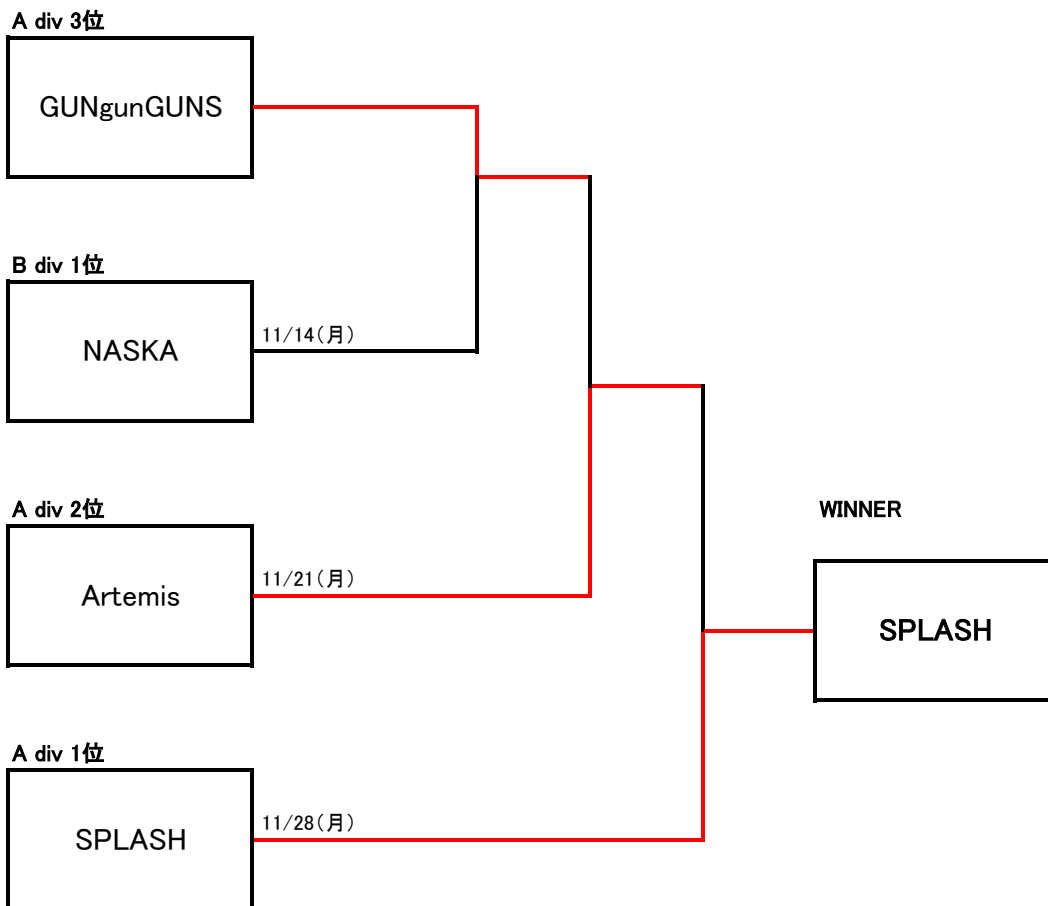 A div 3位
GUNgunGUNS
B div 1位
11/14(月)
NASKA
A div 2位
WINNER
11/21(月)
Artemis
SPLASH
A div 1位
11/28(月)
SPLASH